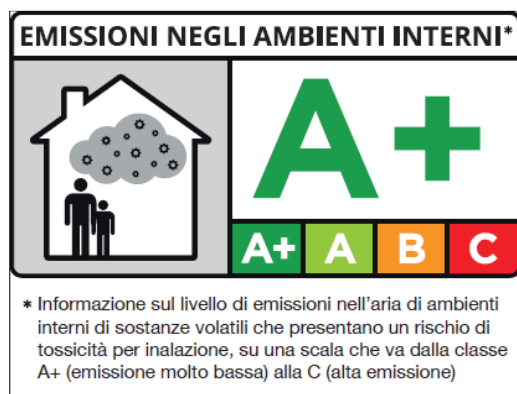 EMISSIONI NEGLI AMBIENTI INTERNI*
A+
A+ A B C
* Informazione sul livello di emissioni nell'aria di ambienti
interni di sostanze volatili che presentano un rischio di
tossicità per inalazione, su una scala che va dalla classe
A+ (emissione molto bassa) alla C (alta emissione)